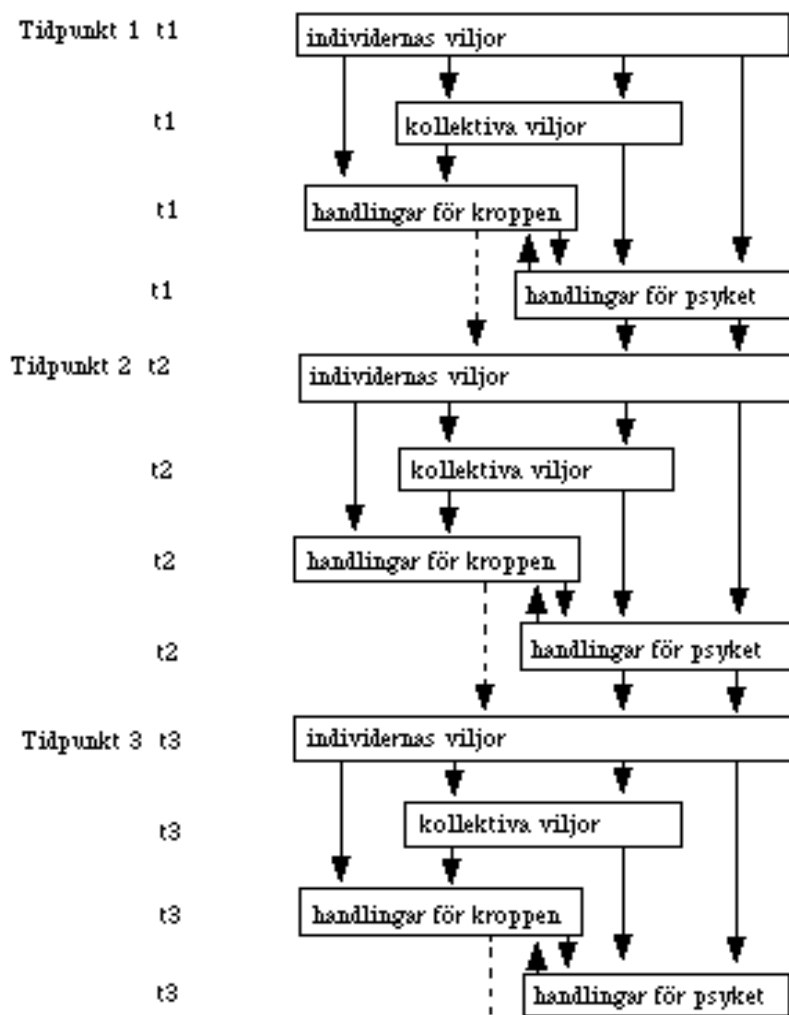 Tidpunkt 1 t1 individernas viljor
t1 kollektiva viljor
t1 handlingar för kroppen
t1 handlingar för psyket
Tidpunkt 2 t2 individernas viljor
t2 kollektiva viljor
t2 handlingar för kroppen
t2 handlingar för psyket
Tidpunkt 3 t3 individernas viljor
t3 kollektiva viljor
t3 handlingar för kroppen
t3 handlingar för psyket